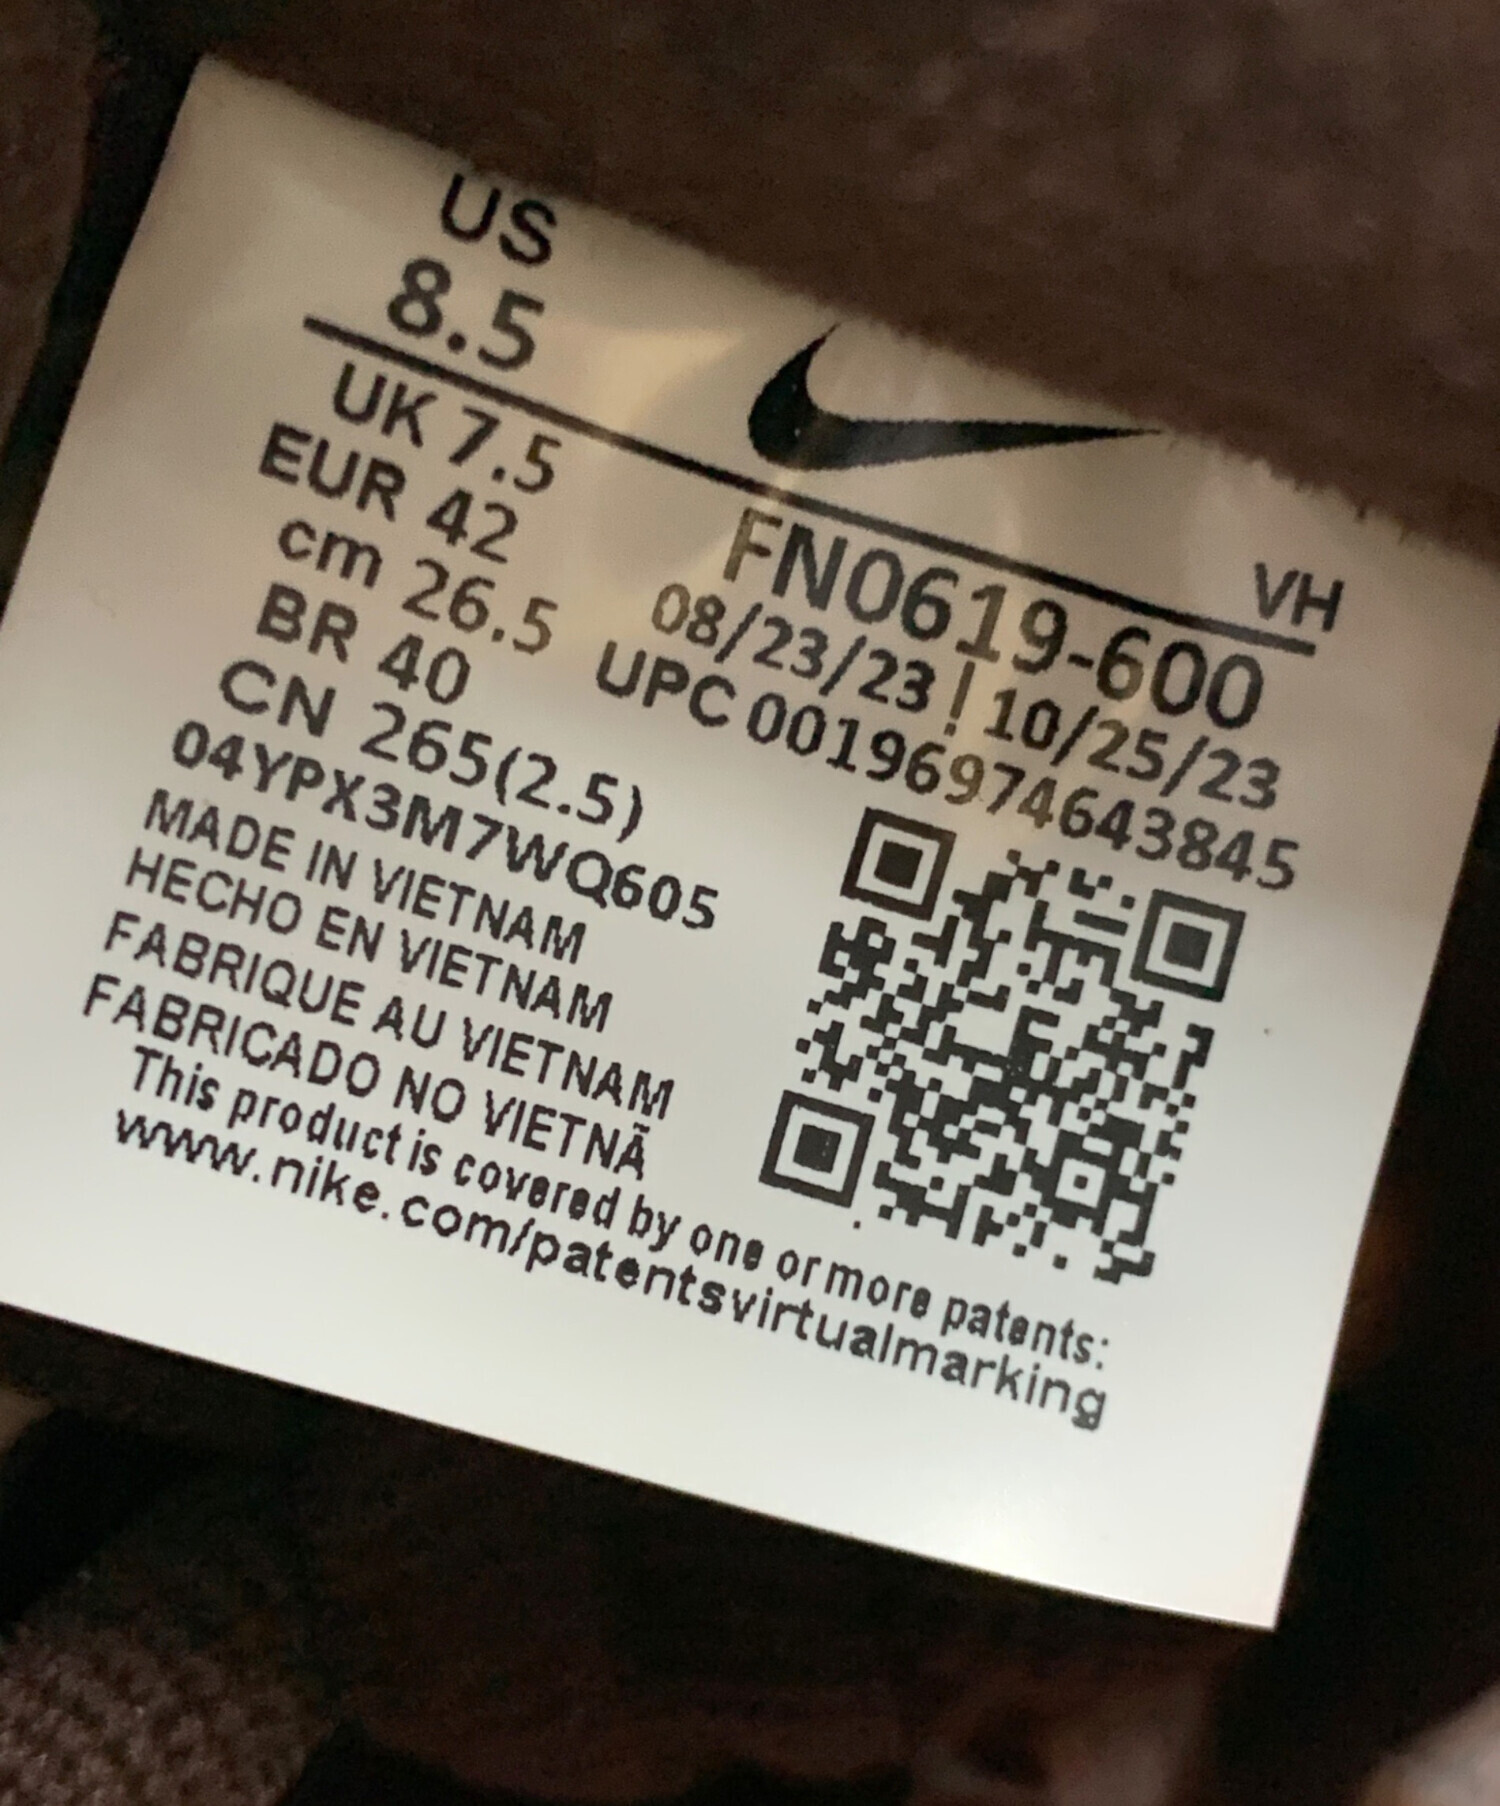 US
8.5
VH
UK 7.5
EUR 42
cm 26.5
BR 40
CN 265(2.5)
FN0619-600
08/23/23 ! 10/25/23
UPC 00196974643845
04YPX3M7WQ605
MADE IN VIETNAM
HECHO EN VIETNAM
FABRIQUE AU VIETNAM
FABRICADO NO VIETNÃ
This product is covered by one or more patents:
www.nike.com/patentsvirtualmarking